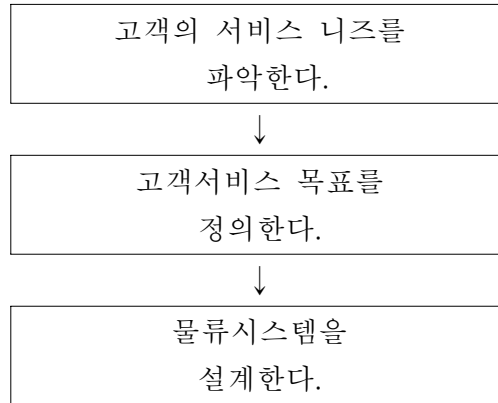 고객의 서비스 니즈를
파악한다.
↓
고객서비스 목표를
정의한다.
↓
물류시스템을
설계한다.